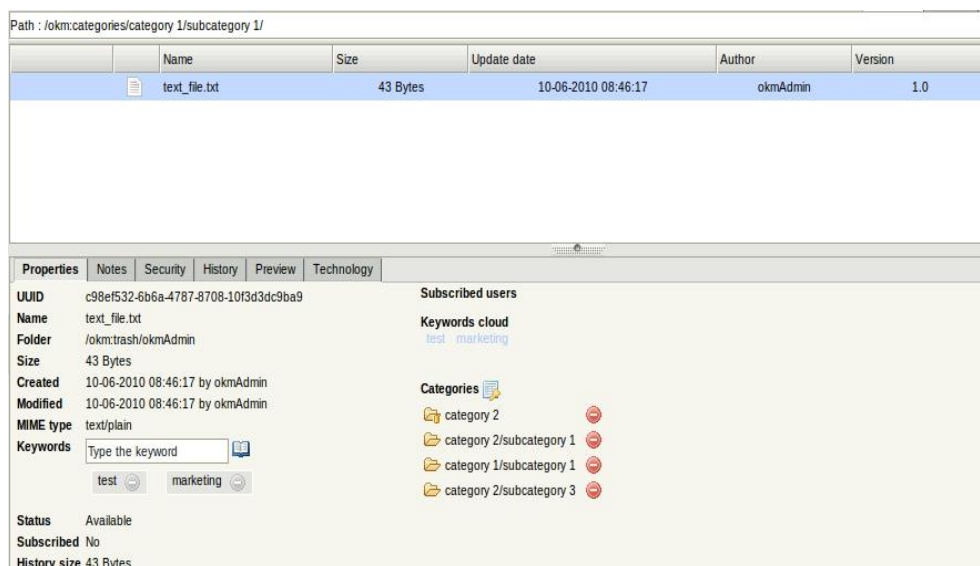 Path : /okm:categories/category 1/subcategory 1/
Name Size Update date Author Version
text_file.txt 43 Bytes 10-06-2010 08:46:17 okmAdmin 1.0
Properties Notes Security History Preview Technology
UUID c98ef532-6b6a-4787-8708-10f3d3dc9ba9
Name text_file.txt
Folder /okm:trash/okmAdmin
Size 43 Bytes
Created 10-06-2010 08:46:17 by okmAdmin
Modified 10-06-2010 08:46:17 by okmAdmin
MIME type text/plain
Keywords Type the keyword
test marketing
Status Available
Subscribed No
History size 43 Bytes
Subscribed users
Keywords cloud
test marketing
Categories
category 2
category 2/subcategory 1
category 1/subcategory 1
category 2/subcategory 3